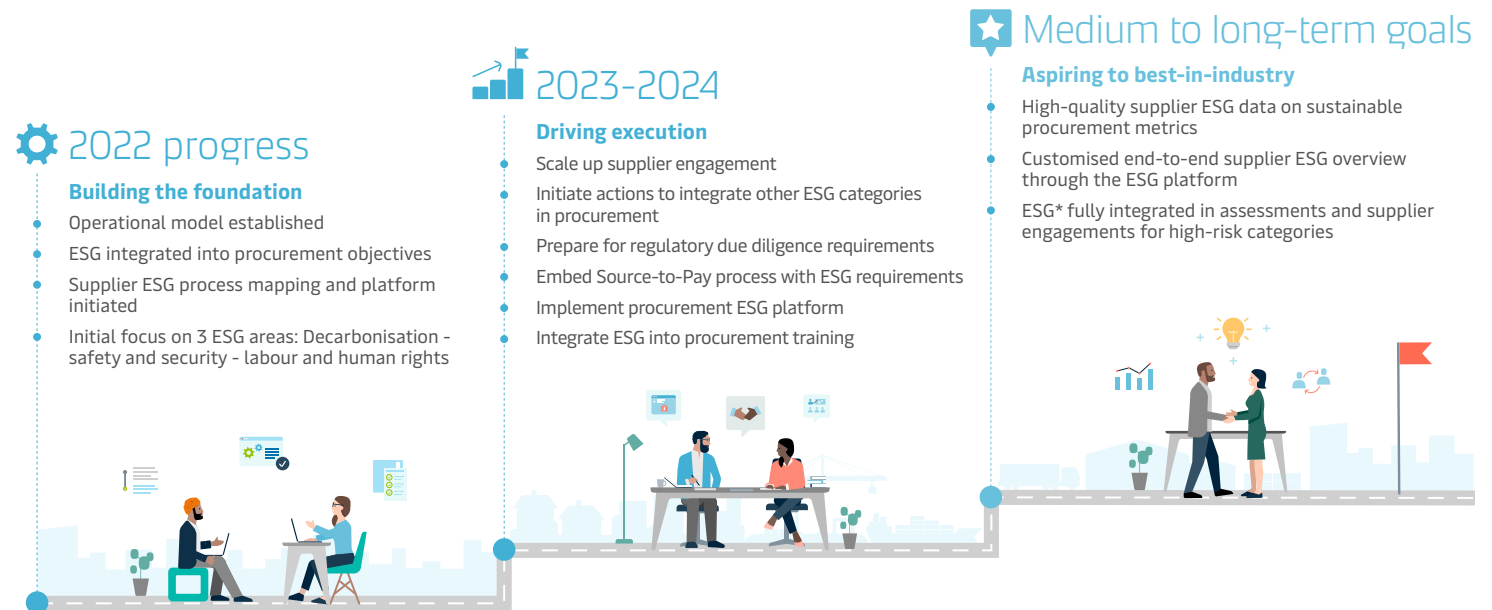 2022 progress
Building the foundation
Operational model established
ESG integrated into procurement objectives
Supplier ESG process mapping and platform
initiated
Initial focus on 3 ESG areas: Decarbonisation -
safety and security - labour and human rights
2023-2024
Driving execution
Scale up supplier engagement
Initiate actions to integrate other ESG categories
in procurement
Prepare for regulatory due diligence requirements
Embed Source-to-Pay process with ESG requirements
Implement procurement ESG platform
Integrate ESG into procurement training
Medium to long-term goals
Aspiring to best-in-industry
High-quality supplier ESG data on sustainable
procurement metrics
Customised end-to-end supplier ESG overview
through the ESG platform
ESG* fully integrated in assessments and supplier
engagements for high-risk categories